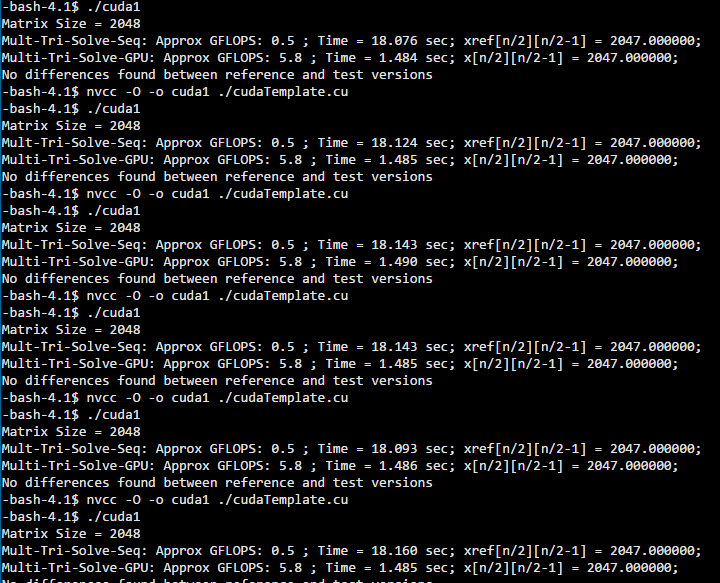 -bash-4.1$ ./cuda1
Matrix Size = 2048
Mult-Tri-Solve-Seq: Approx GFLOPS: 0.5 ; Time = 18.076 sec; xref[n/2][n/2-1] = 2047.000000;
Multi-Tri-Solve-GPU: Approx GFLOPS: 5.8 ; Time = 1.484 sec; x[n/2][n/2-1] = 2047.000000;
No differences found between reference and test versions
-bash-4.1$ nvcc -O -o cuda1 ./cudaTemplate.cu
-bash-4.1$ ./cuda1
Matrix Size = 2048
Mult-Tri-Solve-Seq: Approx GFLOPS: 0.5 ; Time = 18.124 sec; xref[n/2][n/2-1] = 2047.000000;
Multi-Tri-Solve-GPU: Approx GFLOPS: 5.8 ; Time = 1.485 sec; x[n/2][n/2-1] = 2047.000000;
No differences found between reference and test versions
-bash-4.1$ nvcc -O -o cuda1 ./cudaTemplate.cu
-bash-4.1$ ./cuda1
Matrix Size = 2048
Mult-Tri-Solve-Seq: Approx GFLOPS: 0.5 ; Time = 18.143 sec; xref[n/2][n/2-1] = 2047.000000;
Multi-Tri-Solve-GPU: Approx GFLOPS: 5.8 ; Time = 1.490 sec; x[n/2][n/2-1] = 2047.000000;
No differences found between reference and test versions
-bash-4.1$ nvcc -O -o cuda1 ./cudaTemplate.cu
-bash-4.1$ ./cuda1
Matrix Size = 2048
Mult-Tri-Solve-Seq: Approx GFLOPS: 0.5 ; Time = 18.143 sec; xref[n/2][n/2-1] = 2047.000000;
Multi-Tri-Solve-GPU: Approx GFLOPS: 5.8 ; Time = 1.485 sec; x[n/2][n/2-1] = 2047.000000;
No differences found between reference and test versions
-bash-4.1$ nvcc -O -o cuda1 ./cudaTemplate.cu
-bash-4.1$ ./cuda1
Matrix Size = 2048
Mult-Tri-Solve-Seq: Approx GFLOPS: 0.5 ; Time = 18.093 sec; xref[n/2][n/2-1] = 2047.000000;
Multi-Tri-Solve-GPU: Approx GFLOPS: 5.8 ; Time = 1.486 sec; x[n/2][n/2-1] = 2047.000000;
No differences found between reference and test versions
-bash-4.1$ nvcc -O -o cuda1 ./cudaTemplate.cu
-bash-4.1$ ./cuda1
Matrix Size = 2048
Mult-Tri-Solve-Seq: Approx GFLOPS: 0.5 ; Time = 18.160 sec; xref[n/2][n/2-1] = 2047.000000;
Multi-Tri-Solve-GPU: Approx GFLOPS: 5.8 ; Time = 1.485 sec; x[n/2][n/2-1] = 2047.000000;